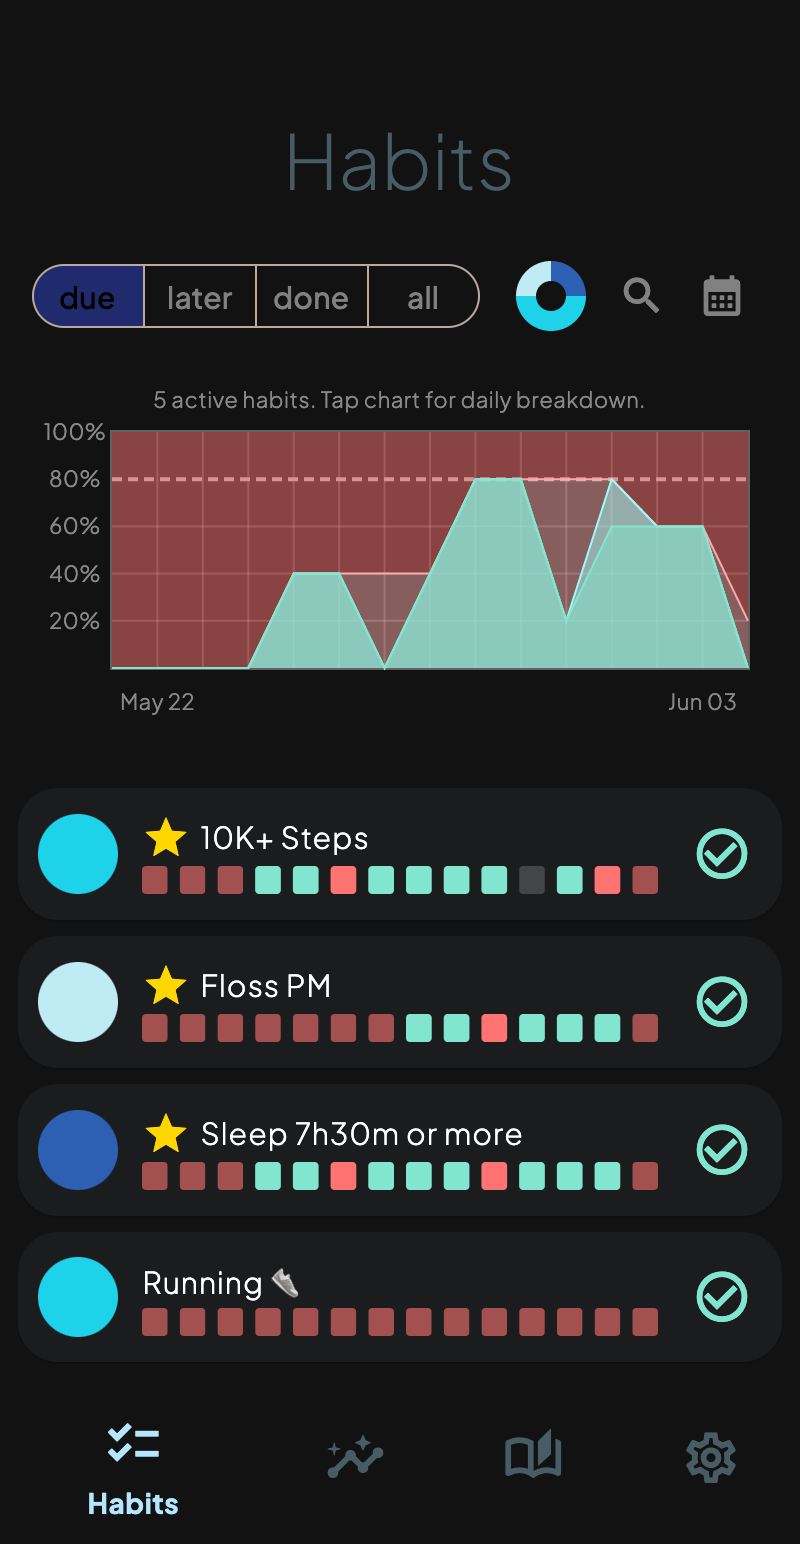 Habits
due later done all
5 active habits. Tap chart for daily breakdown.
100%
80%
60%
40%
20%
May 22 Jun 03
10K+ Steps
Floss PM
Sleep 7h30m or more
Running 👟
Habits